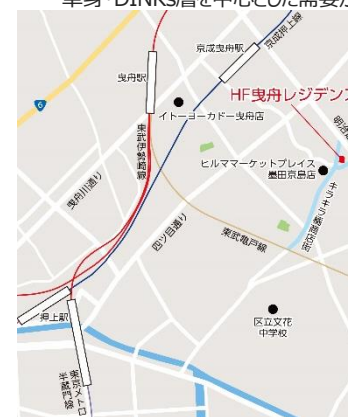 単身・DINKs層を中心とした需要
京成曳舟駅
京成押上線
曳舟駅
HF曳舟レジデンス
イトーヨーカドー曳舟店
明治
6
東武伊勢崎線
ヒルママーケットプレイス
墨田京島店
曳舟川通り
四ツ目通り
キラキラ橘商店街
東武亀戸線
押上駅
区立文花
中学校
東京メトロ
半蔵門線